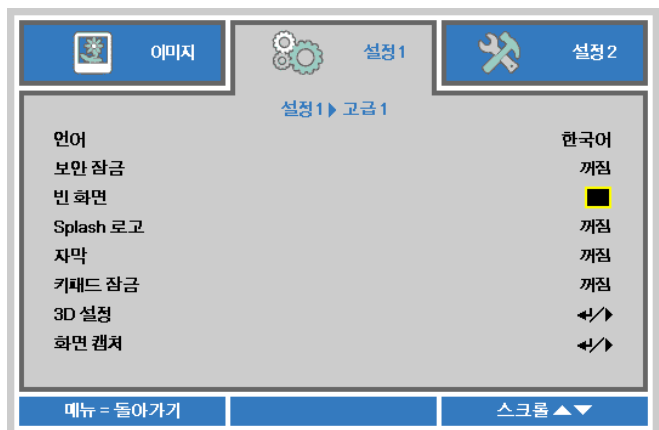 이미지
설정 1
설정 2
설정 1 ▶ 고급 1
언어 한국어
보안 잠금 꺼짐
빈 화면
Splash 로고 꺼짐
자막 꺼짐
키패드 잠금 꺼짐
3D 설정 ↵/▶
화면 캡쳐 ↵/▶
메뉴 = 돌아가기
스크롤 ▲▼